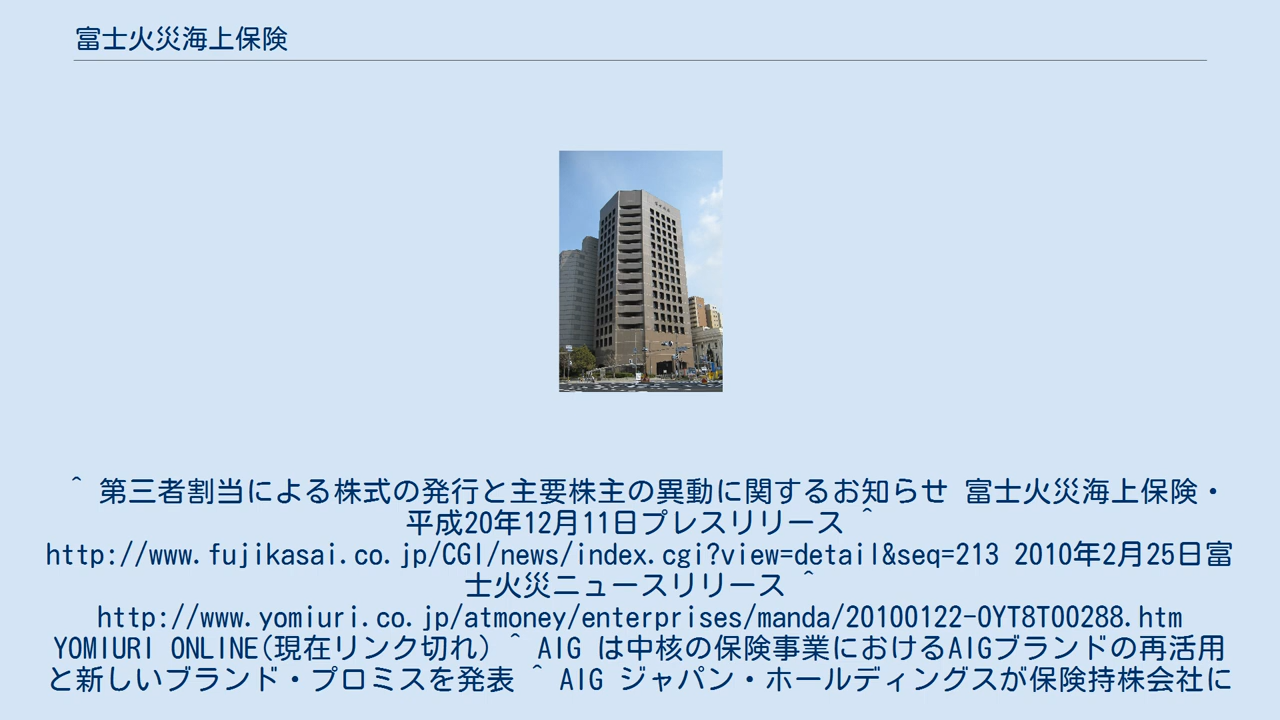 富士火災海上保険
^ 第三者割当による株式の発行と主要株主の異動に関するお知らせ 富士火災海上保険・
平成20年12月11日プレスリリース ^
http://www.fujikasai.co.jp/CGI/news/index.cgi?view=detail&seq=213 2010年2月25日富
士火災ニュースリリース ^
http://www.yomiuri.co.jp/atmoney/enterprises/manda/20100122-OYT8T00288.htm
YOMIURI ONLINE(現在リンク切れ) ^ AIG は中核の保険事業におけるAIGブランドの再活用
と新しいブランド・プロミスを発表 ^ AIG ジャパン・ホールディングスが保険持株会社に